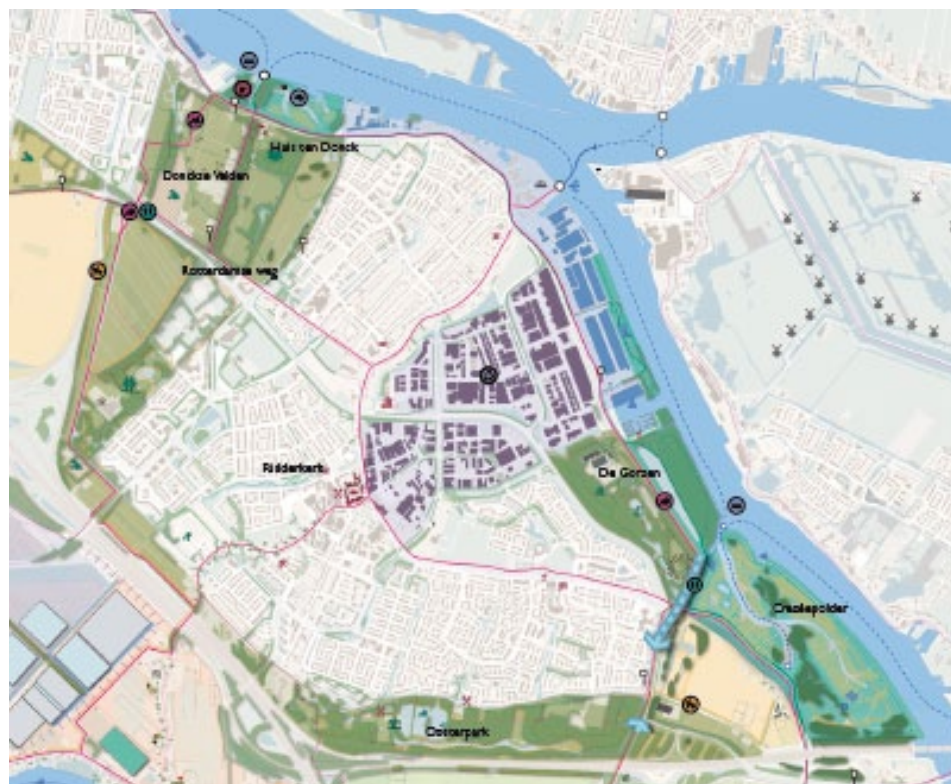 Huis ten Donck
Donckse Velden
Rotterdamse weg
Ridderkerk
De Gorzen
Crezéepolder
Oosterpark